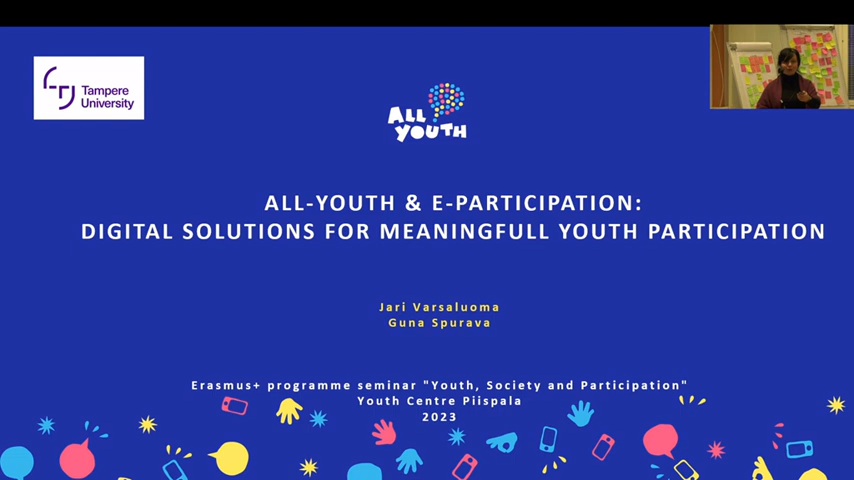 Tampere
University
ALL
YOUTH
ALL-YOUTH & E-PARTICIPATION:
DIGITAL SOLUTIONS FOR MEANINGFULL YOUTH PARTICIPATION
Jari Varsaluoma
Guna Spurava
Erasmus+ programme seminar "Youth, Society and Participation"
Youth Centre Piispala
2023